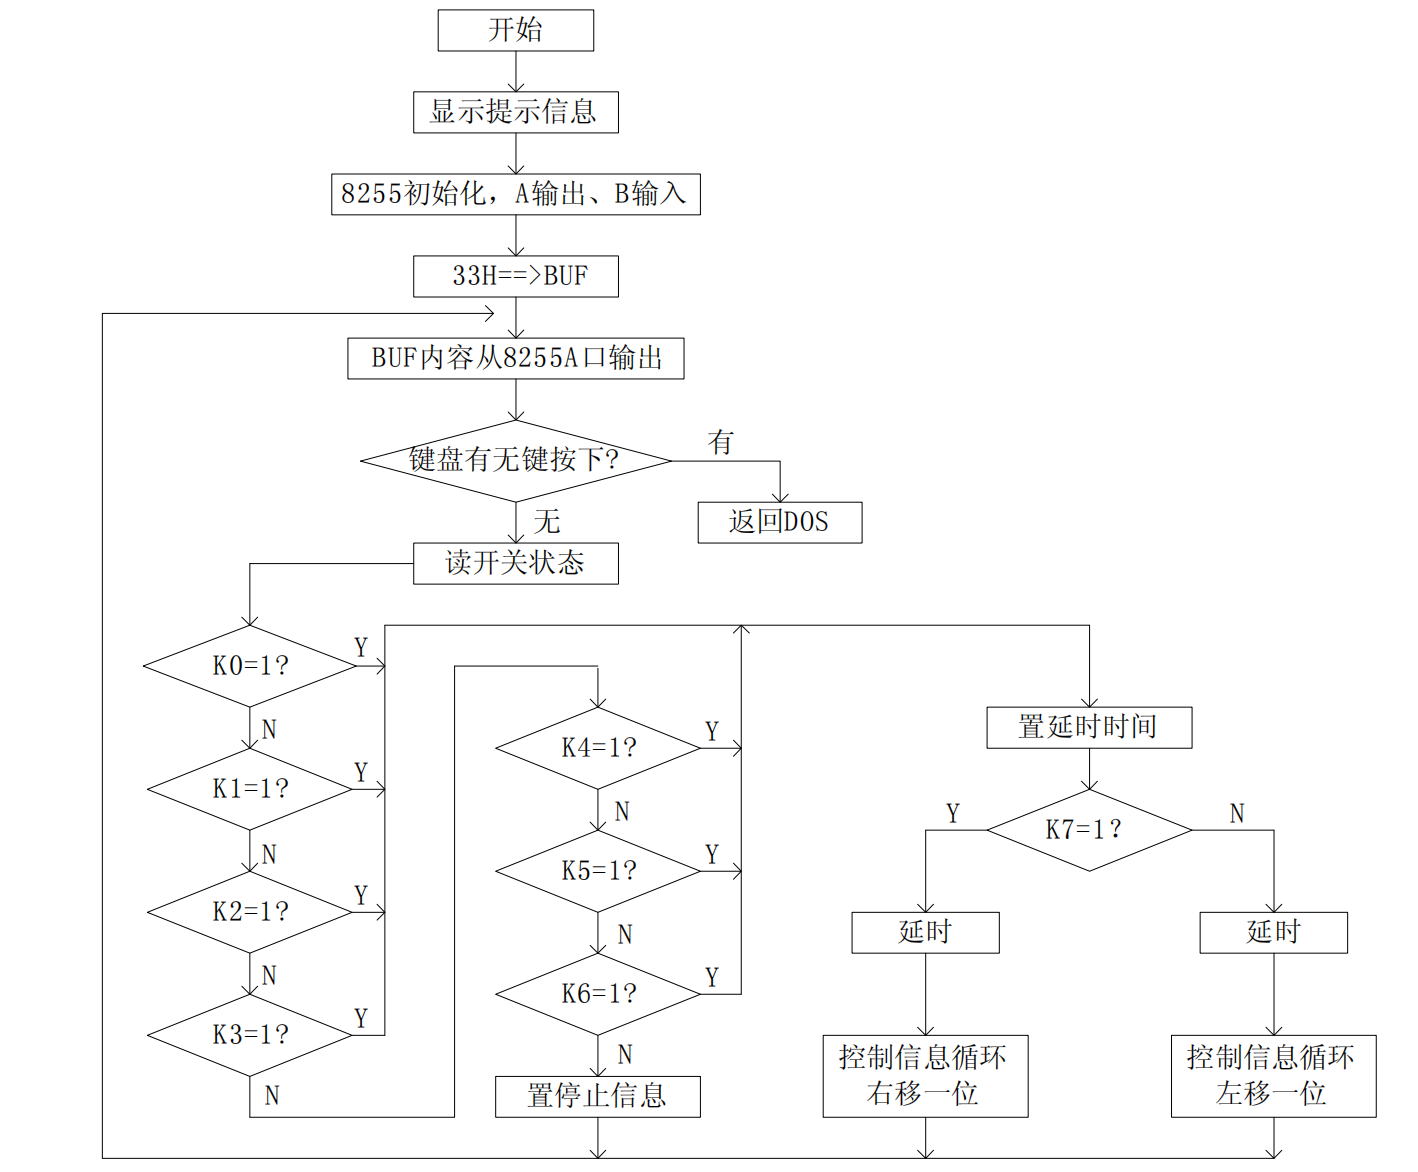 开始
显示提示信息
8255初始化，A输出、B输入
33H==>BUF
BUF内容从8255A口输出
键盘有无键按下?
有
返回DOS
无
读开关状态
K0=1?
Y
N
K1=1?
Y
N
K2=1?
Y
N
K3=1?
Y
N
K4=1?
Y
N
K5=1?
Y
N
K6=1?
Y
N
置停止信息
置延时时间
K7=1?
Y
N
延时
延时
控制信息循环
右移一位
控制信息循环
左移一位